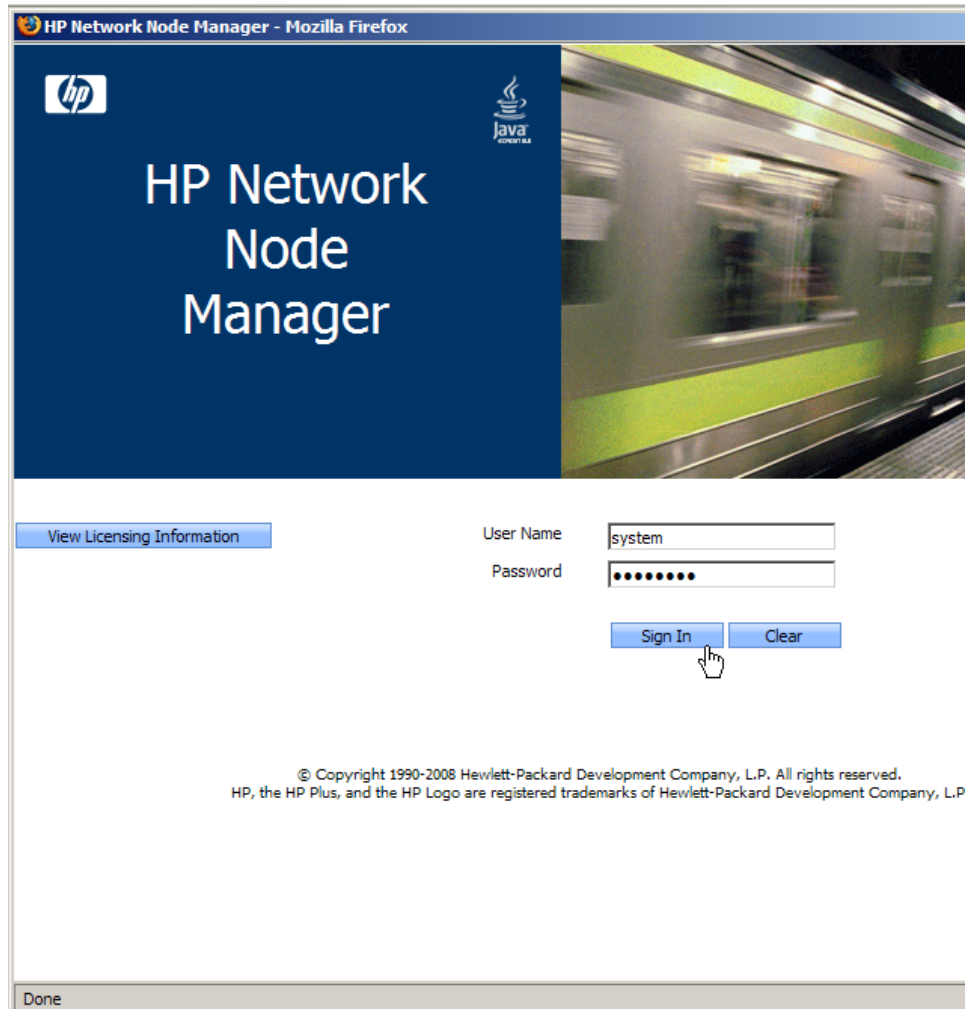 HP Network Node Manager - Mozilla Firefox
hp
Java
HP Network
Node
Manager
View Licensing Information
User Name
system
Password
Sign In
Clear
© Copyright 1990-2008 Hewlett-Packard Development Company, L.P. All rights reserved.
HP, the HP Plus, and the HP Logo are registered trademarks of Hewlett-Packard Development Company, L.P
Done